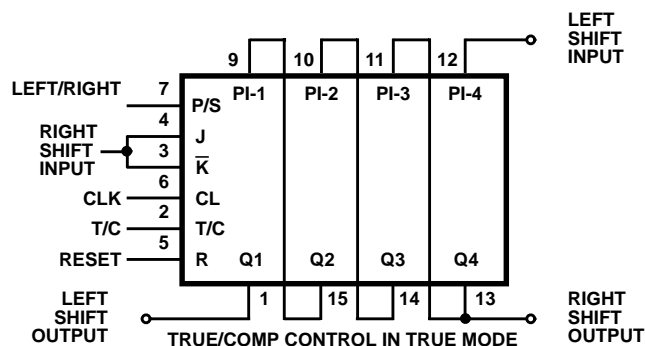 LEFT
SHIFT
INPUT
9
10
11
12
LEFT/RIGHT
7
P/S
PI-1
PI-2
PI-3
PI-4
4
J
RIGHT
SHIFT
INPUT
3
K̅
6
CLK
CL
2
T/C
T/C
5
RESET
R
Q1
Q2
Q3
Q4
1
15
14
13
LEFT
SHIFT
OUTPUT
RIGHT
SHIFT
OUTPUT
TRUE/COMP CONTROL IN TRUE MODE